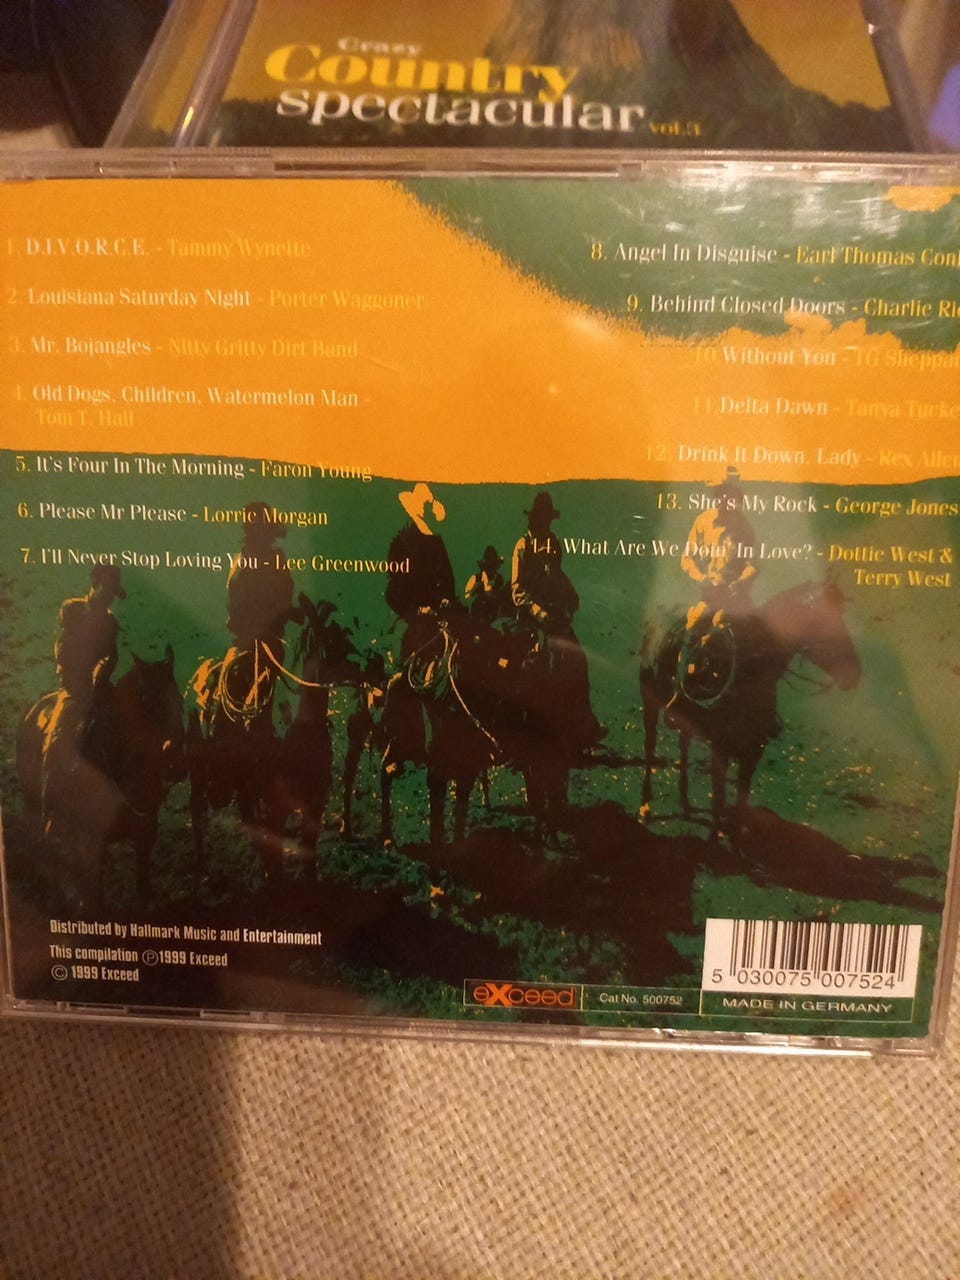 Crazy
Country
spectacular vol.3
1. D.I.V.O.R.C.E. - Tammy Wynette
2. Louisiana Saturday Night - Porter Waggoner
3. Mr. Bojangles - Nitty Gritty Dirt Band
4. Old Dogs, Children, Watermelon Man -
Tom T. Hall
5. It's Four In The Morning - Faron Young
6. Please Mr Please - Lorrie Morgan
7. I'll Never Stop Loving You - Lee Greenwood
8. Angel In Disguise - Earl Thomas Conl
9. Behind Closed Doors - Charlie Ric
10. Without You - TG Sheppar
11. Delta Dawn - Tanya Tucke
12. Drink It Down, Lady - Rex Allen
13. She's My Rock - George Jones
14. What Are We Doin' In Love? - Dottie West &
Terry West
Distributed by Hallmark Music and Entertainment
This compilation Ⓟ1999 Exceed
© 1999 Exceed
eXceed
Cat No. 500752
5 030075 007524
MADE IN GERMANY